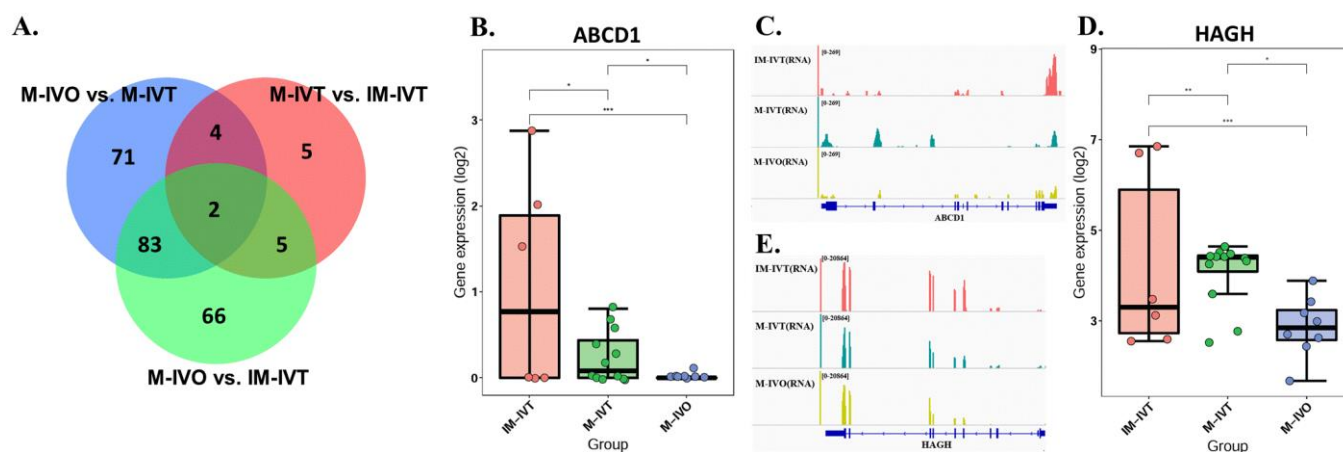 A.
M-IVO vs. M-IVT
M-IVT vs. IM-IVT
71
4
5
2
83
5
66
M-IVO vs. IM-IVT
B.
ABCD1
Gene expression (log2)
3
2
1
0
*
*
***
IM-IVT
M-IVT
M-IVO
Group
C.
IM-IVT(RNA)
[0-269]
M-IVT(RNA)
[0-269]
M-IVO(RNA)
[0-269]
ABCD1
E.
IM-IVT(RNA)
[0-20864]
M-IVT(RNA)
[0-20864]
M-IVO(RNA)
[0-20864]
HAGH
D.
HAGH
Gene expression (log2)
9
7
5
3
*
**
***
IM-IVT
M-IVT
M-IVO
Group